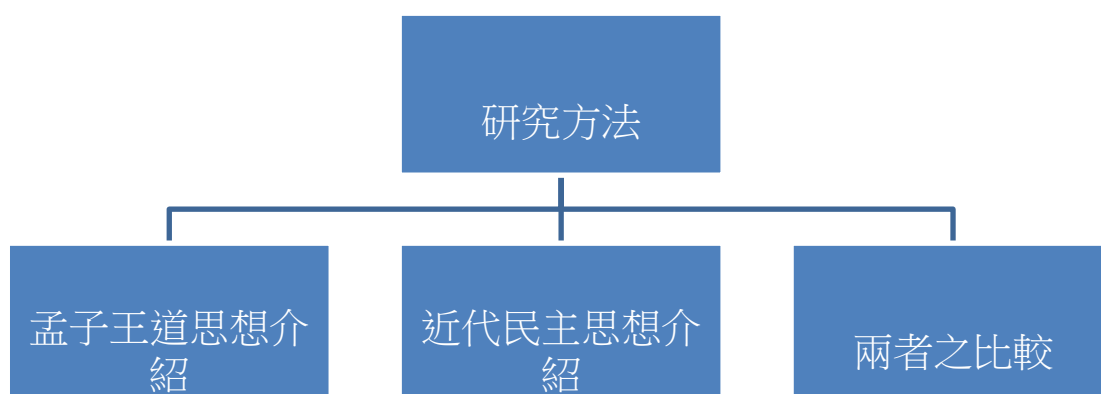 研究方法
孟子王道思想介
紹
近代民主思想介
紹
兩者之比較